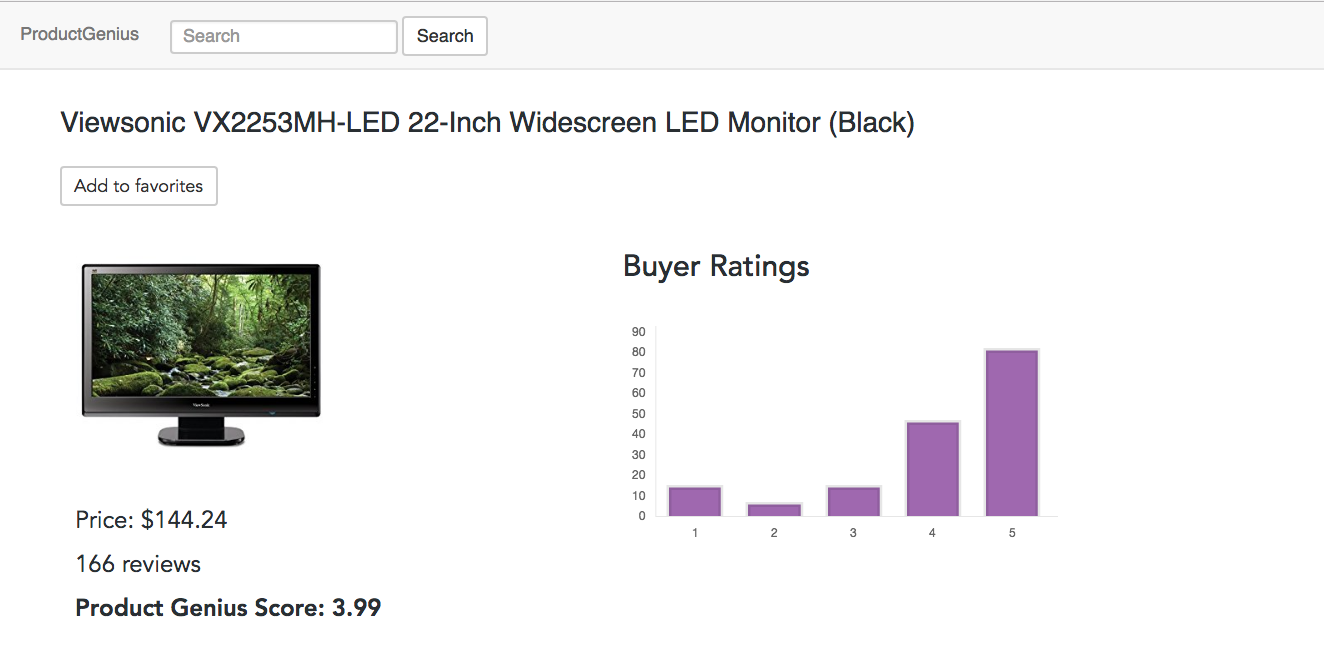 ProductGenius Search Search
Viewsonic VX2253MH-LED 22-Inch Widescreen LED Monitor (Black)
Add to favorites
ViewSonic
Price: $144.24
166 reviews
Product Genius Score: 3.99
Buyer Ratings
90
80
70
60
50
40
30
20
10
0
1 2 3 4 5